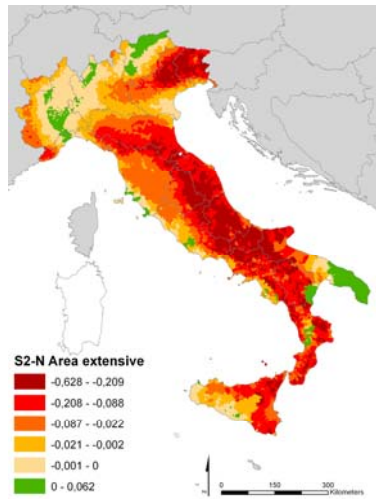 S2-N Area extensive
-0,628 - -0,209
-0,208 - -0,088
-0,087 - -0,022
-0,021 - -0,002
-0,001 - 0
0 - 0,062
0 75 150 300
Kilometers